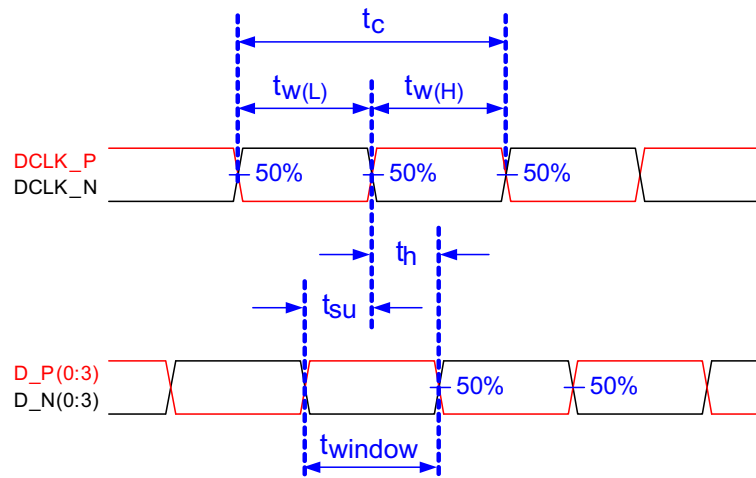 tc
tw(L) tw(H)
DCLK_P
DCLK_N
50% 50% 50%
th
tsu
D_P(0:3)
D_N(0:3)
50% 50%
twindow